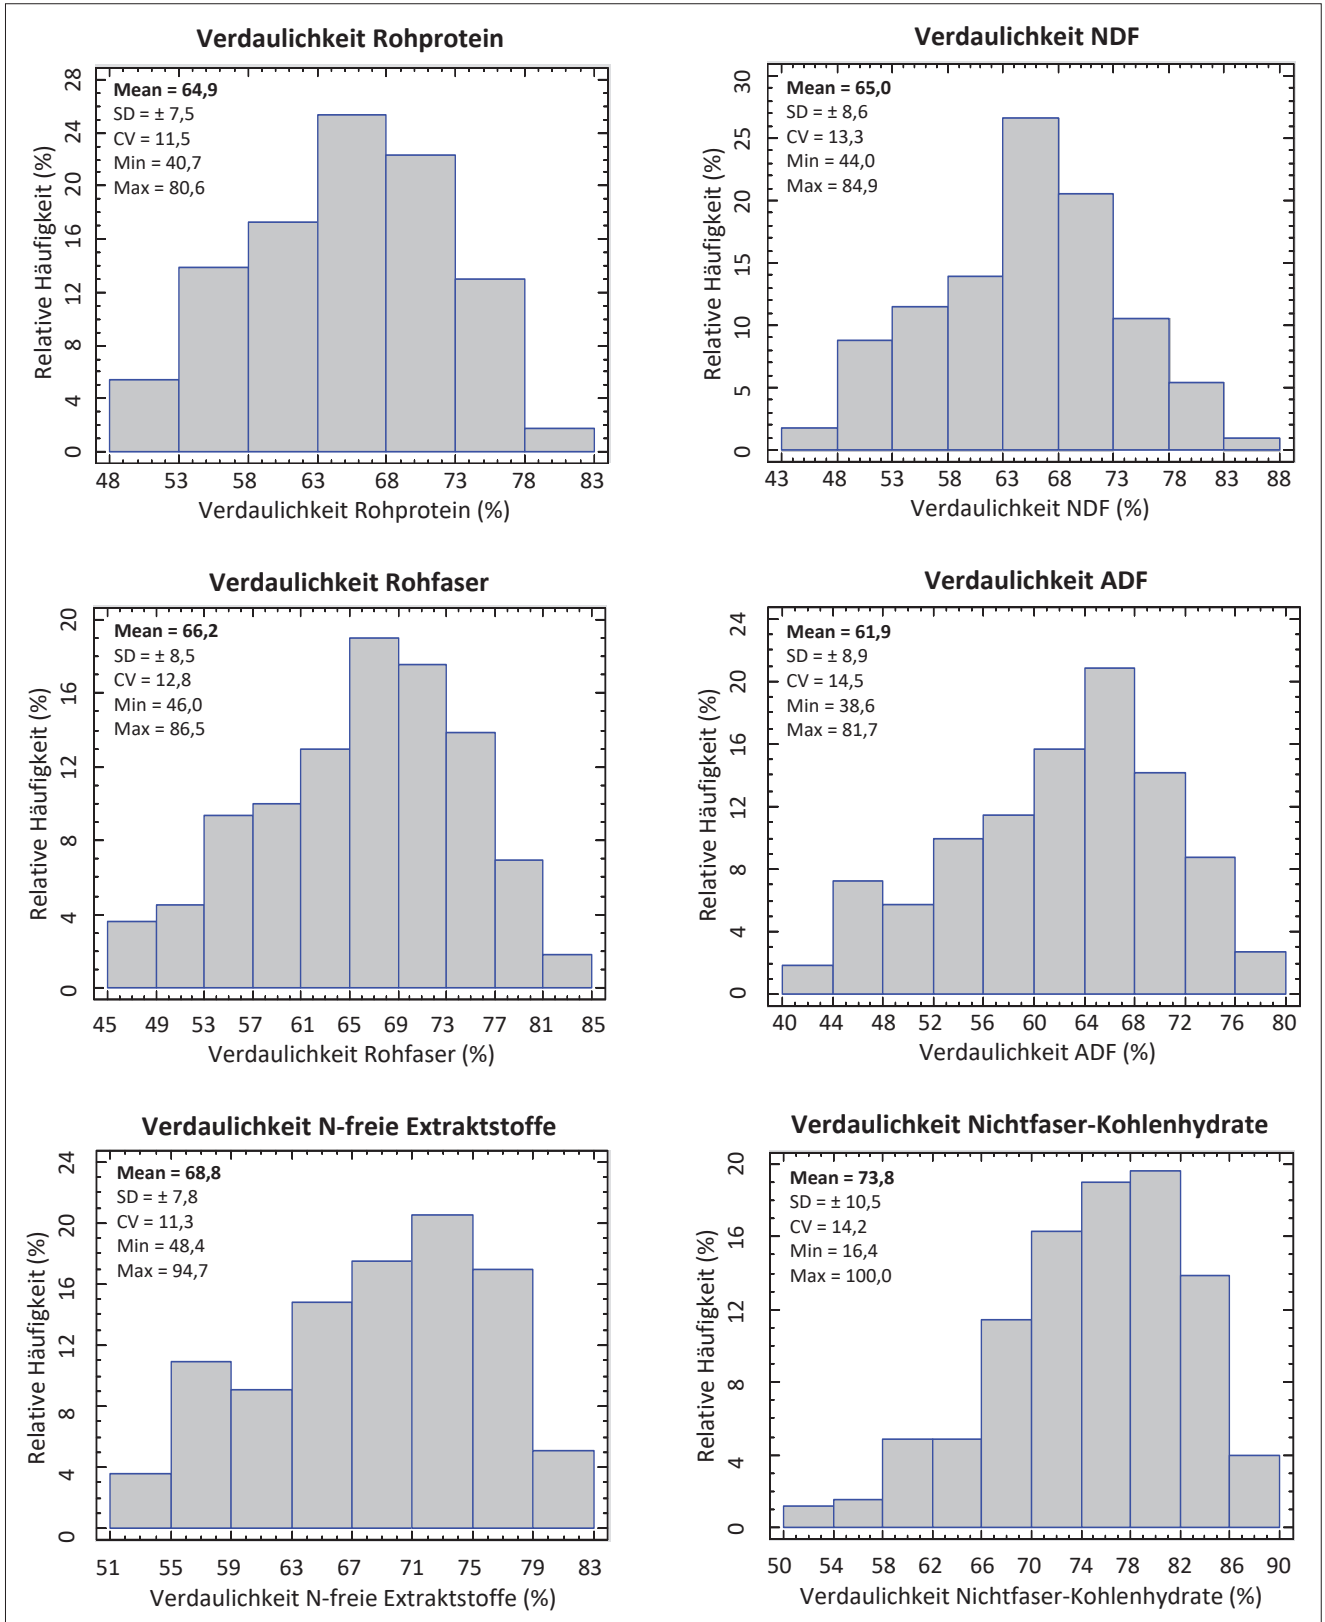 Verdaulichkeit Rohprotein
Mean = 64,9
SD = ± 7,5
CV = 11,5
Min = 40,7
Max = 80,6
Relative Häufigkeit (%)
28
24
20
16
12
8
4
0
48 53 58 63 68 73 78 83
Verdaulichkeit Rohprotein (%)
Verdaulichkeit NDF
Mean = 65,0
SD = ± 8,6
CV = 13,3
Min = 44,0
Max = 84,9
Relative Häufigkeit (%)
30
25
20
15
10
5
0
43 48 53 58 63 68 73 78 83 88
Verdaulichkeit NDF (%)
Verdaulichkeit Rohfaser
Mean = 66,2
SD = ± 8,5
CV = 12,8
Min = 46,0
Max = 86,5
Relative Häufigkeit (%)
20
16
12
8
4
0
45 49 53 57 61 65 69 73 77 81 85
Verdaulichkeit Rohfaser (%)
Verdaulichkeit ADF
Mean = 61,9
SD = ± 8,9
CV = 14,5
Min = 38,6
Max = 81,7
Relative Häufigkeit (%)
24
20
16
12
8
4
0
40 44 48 52 56 60 64 68 72 76 80
Verdaulichkeit ADF (%)
Verdaulichkeit N-freie Extraktstoffe
Mean = 68,8
SD = ± 7,8
CV = 11,3
Min = 48,4
Max = 94,7
Relative Häufigkeit (%)
24
20
16
12
8
4
0
51 55 59 63 67 71 75 79 83
Verdaulichkeit N-freie Extraktstoffe (%)
Verdaulichkeit Nichtfaser-Kohlenhydrate
Mean = 73,8
SD = ± 10,5
CV = 14,2
Min = 16,4
Max = 100,0
Relative Häufigkeit (%)
20
16
12
8
4
0
50 54 58 62 66 70 74 78 82 86 90
Verdaulichkeit Nichtfaser-Kohlenhydrate (%)